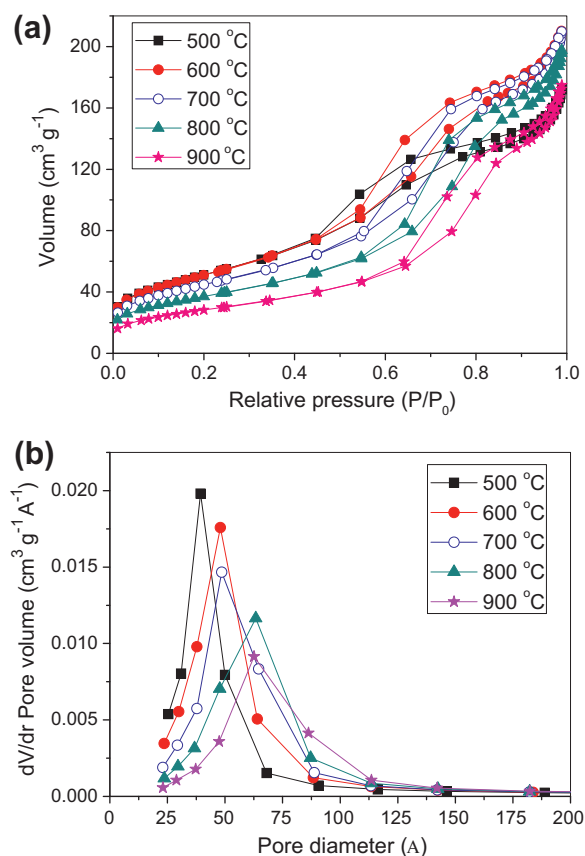 (a)
500 °C
600 °C
700 °C
800 °C
900 °C
Volume (cm³ g⁻¹)
200
160
120
80
40
0
0.0 0.2 0.4 0.6 0.8 1.0
Relative pressure (P/P₀)
(b)
500 °C
600 °C
700 °C
800 °C
900 °C
dV/dr Pore volume (cm³ g⁻¹ A⁻¹)
0.020
0.015
0.010
0.005
0.000
0 25 50 75 100 125 150 175 200
Pore diameter (A)